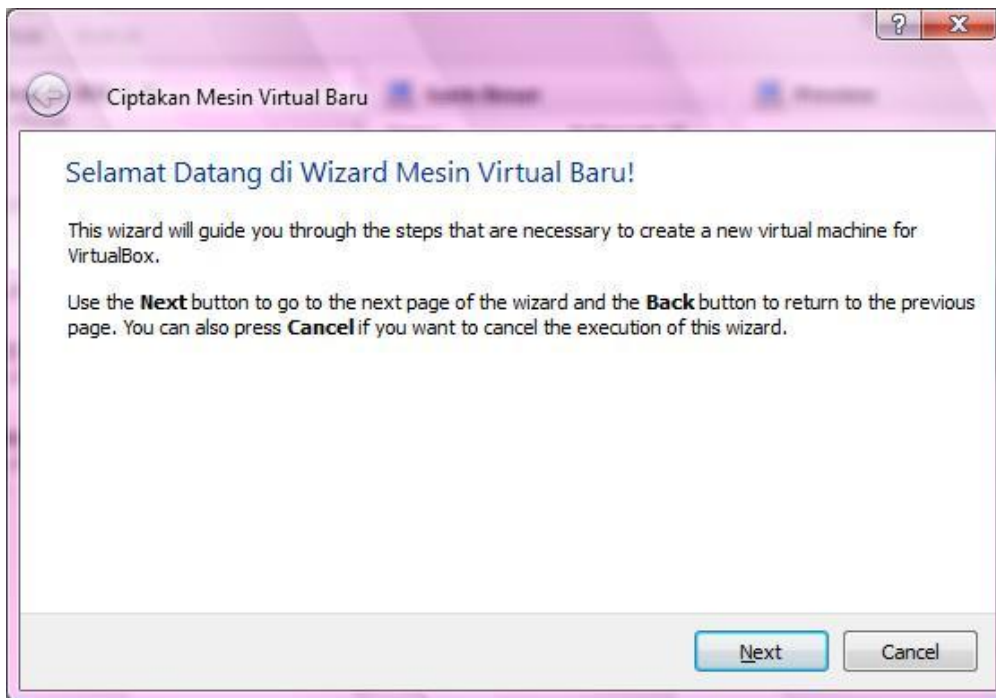 ?
X
Ciptakan Mesin Virtual Baru
Selamat Datang di Wizard Mesin Virtual Baru!
This wizard will guide you through the steps that are necessary to create a new virtual machine for
VirtualBox.
Use the Next button to go to the next page of the wizard and the Back button to return to the previous
page. You can also press Cancel if you want to cancel the execution of this wizard.
Next
Cancel